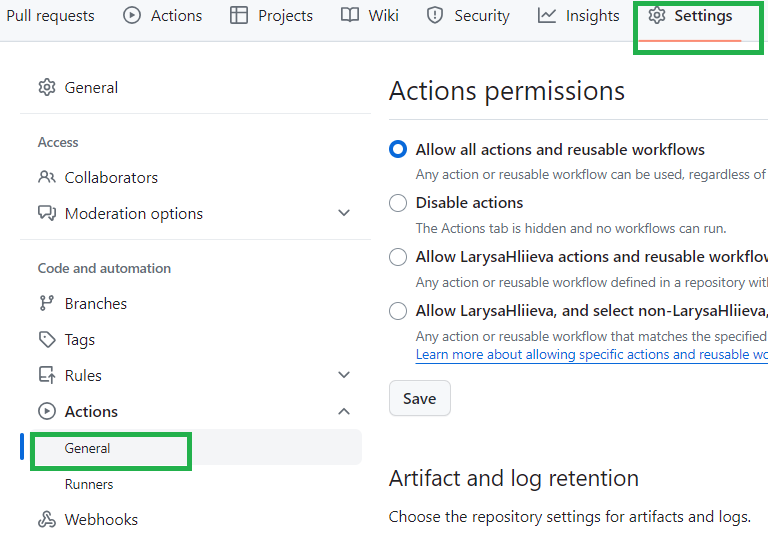 Pull requests Actions Projects Wiki Security Insights Settings
General
Access
Collaborators
Moderation options
Code and automation
Branches
Tags
Rules
Actions
General
Runners
Webhooks
Actions permissions
Allow all actions and reusable workflows
Any action or reusable workflow can be used, regardless of
Disable actions
The Actions tab is hidden and no workflows can run.
Allow LarysaHliieva actions and reusable workflow
Any action or reusable workflow defined in a repository with
Allow LarysaHliieva, and select non-LarysaHliieva,
Any action or reusable workflow that matches the specified
Learn more about allowing specific actions and reusable wo
Save
Artifact and log retention
Choose the repository settings for artifacts and logs.